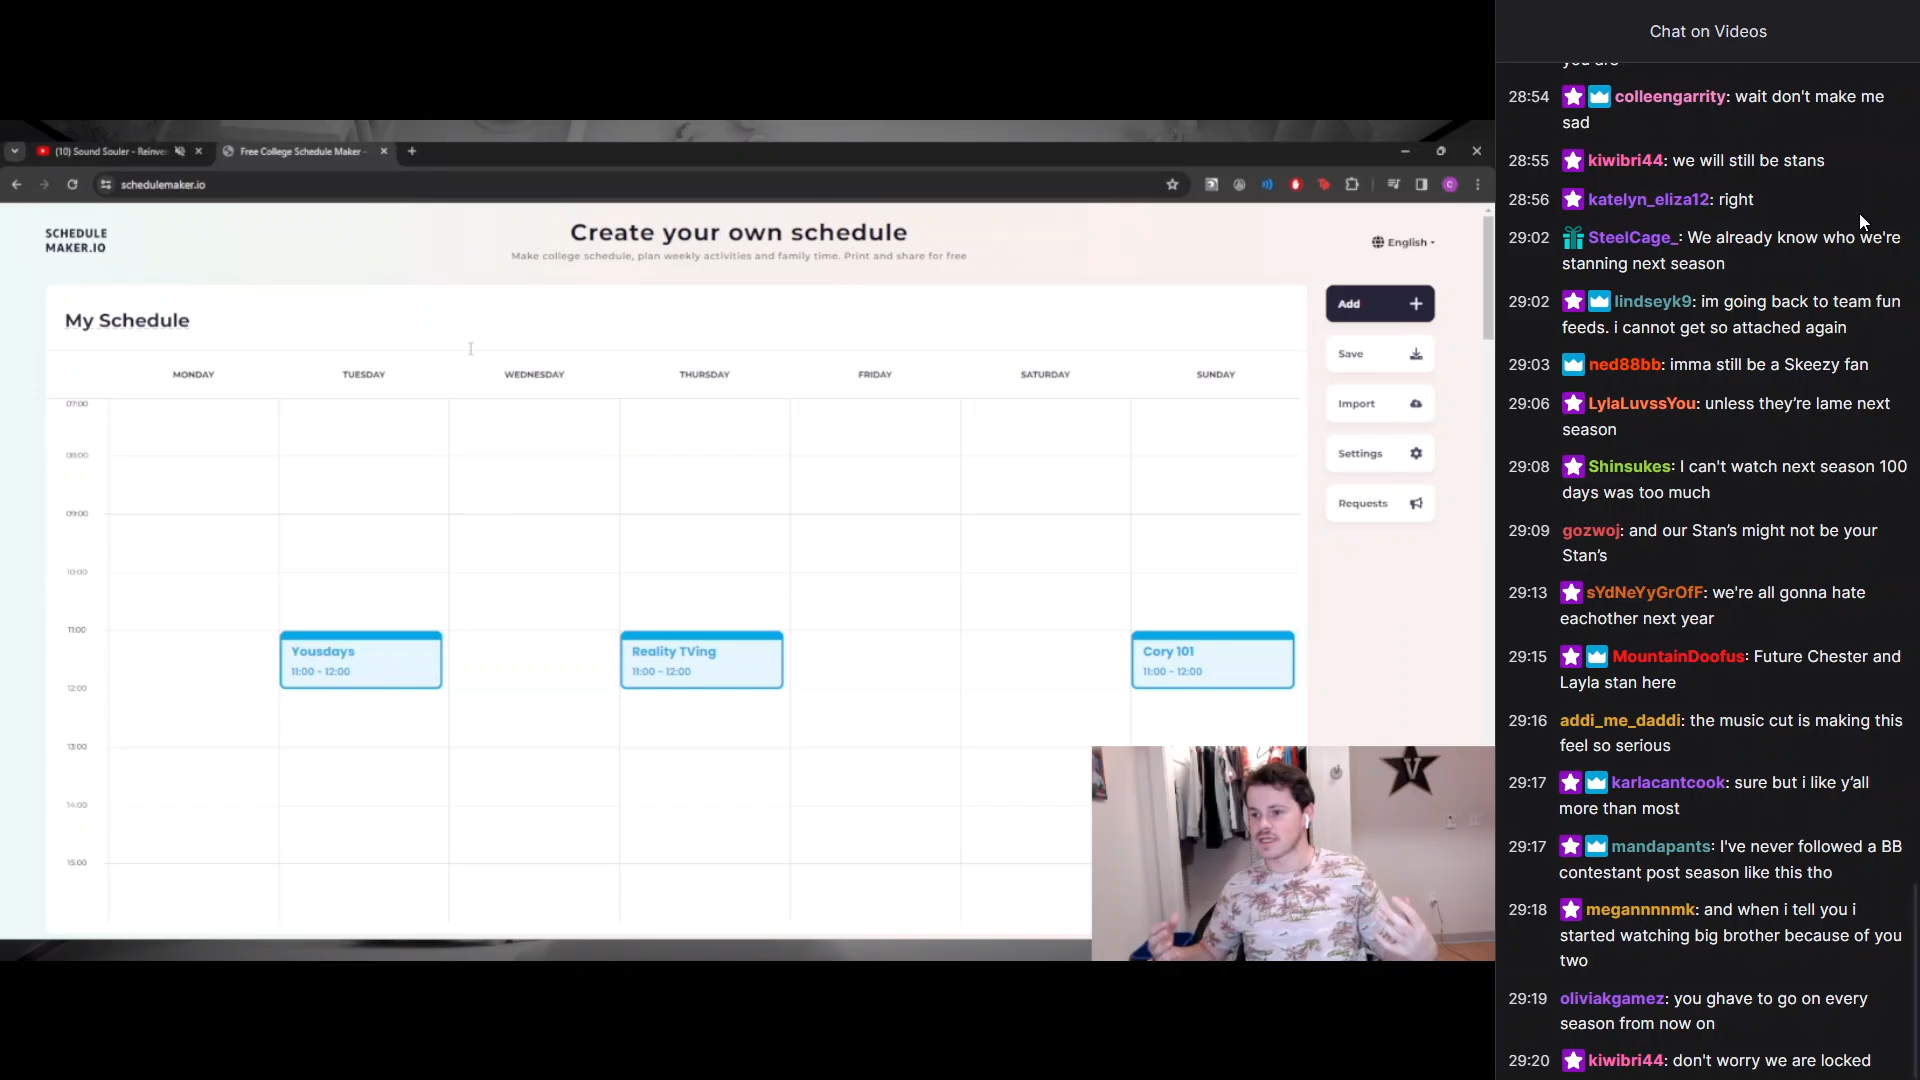 Chat on Videos
(10) Sound Souler - Reinve
Free College Schedule Maker -
schedulemaker.io
C
SCHEDULE
MAKER.IO
Create your own schedule
Make college schedule, plan weekly activities and family time. Print and share for free
English
My Schedule
Add
Save
Import
Settings
Requests
MONDAY TUESDAY WEDNESDAY THURSDAY FRIDAY SATURDAY SUNDAY
07:00
08:00
09:00
10:00
11:00
Yousdays
11:00 - 12:00
Reality TVing
11:00 - 12:00
Cory 101
11:00 - 12:00
12:00
13:00
14:00
15:00
V
you are
28:54 colleengarrity: wait don't make me
sad
28:55 kiwibri44: we will still be stans
28:56 katelyn_eliza12: right
29:02 SteelCage_: We already know who we're
stanning next season
29:02 lindseyk9: im going back to team fun
feeds. i cannot get so attached again
29:03 ned88bb: imma still be a Skeezy fan
29:06 LylaLuvssYou: unless they're lame next
season
29:08 Shinsukes: I can't watch next season 100
days was too much
29:09 gozwoj: and our Stan's might not be your
Stan's
29:13 sYdNeYyGrOfF: we're all gonna hate
eachother next year
29:15 MountainDoofus: Future Chester and
Layla stan here
29:16 addi_me_daddi: the music cut is making this
feel so serious
29:17 karlacantcook: sure but i like y'all
more than most
29:17 mandapants: I've never followed a BB
contestant post season like this tho
29:18 megannnnmk: and when i tell you i
started watching big brother because of you
two
29:19 oliviakgamez: you ghave to go on every
season from now on
29:20 kiwibri44: don't worry we are locked